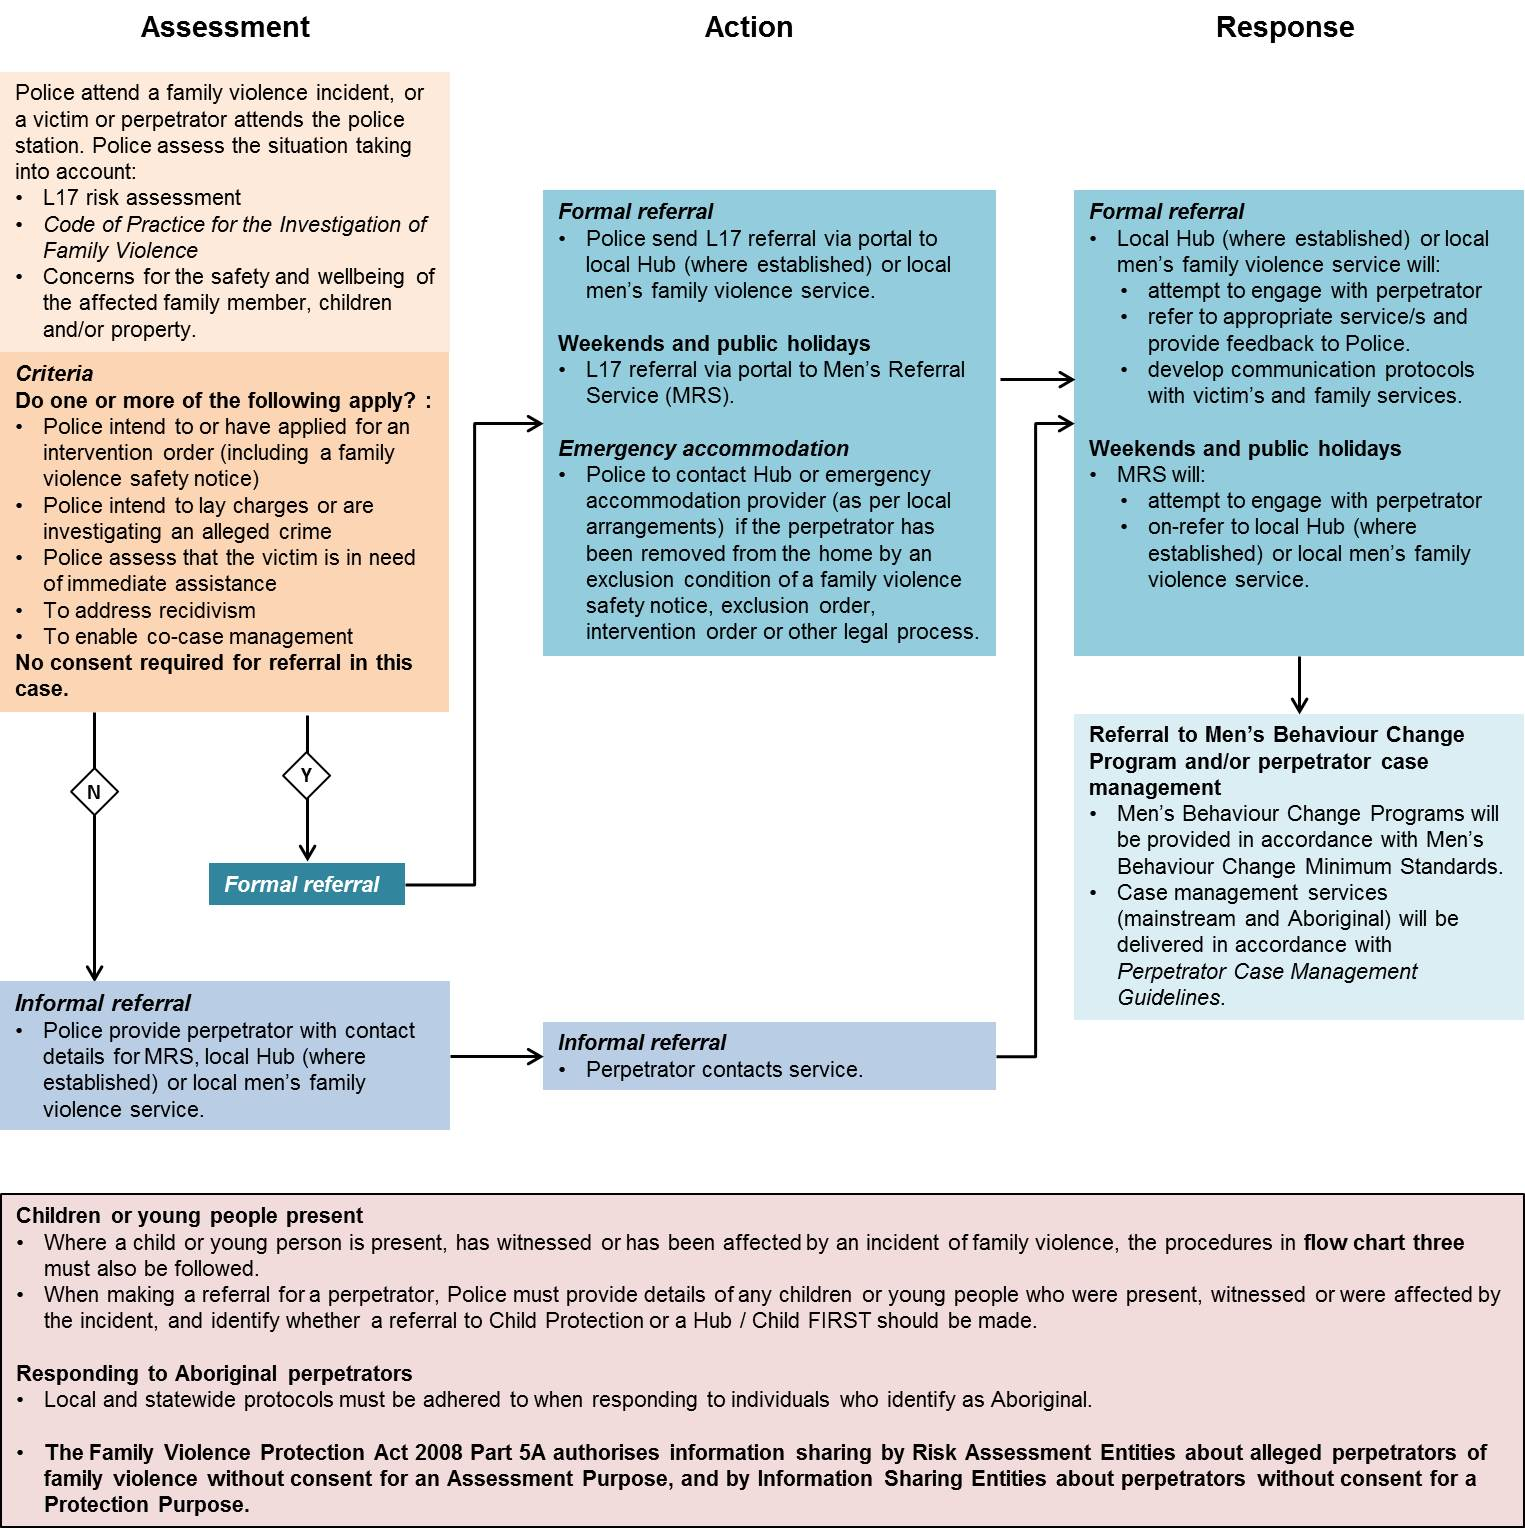 Assessment
Action
Response
Police attend a family violence incident, or
a victim or perpetrator attends the police
station. Police assess the situation taking
into account:
• L17 risk assessment
• Code of Practice for the Investigation of
Family Violence
• Concerns for the safety and wellbeing of
the affected family member, children
and/or property.
Criteria
Do one or more of the following apply? :
• Police intend to or have applied for an
intervention order (including a family
violence safety notice)
• Police intend to lay charges or are
investigating an alleged crime
• Police assess that the victim is in need
of immediate assistance
• To address recidivism
• To enable co-case management
No consent required for referral in this
case.
N
Y
Formal referral
Informal referral
• Police provide perpetrator with contact
details for MRS, local Hub (where
established) or local men's family
violence service.
Formal referral
• Police send L17 referral via portal to
local Hub (where established) or local
men's family violence service.
Weekends and public holidays
• L17 referral via portal to Men's Referral
Service (MRS).
Emergency accommodation
• Police to contact Hub or emergency
accommodation provider (as per local
arrangements) if the perpetrator has
been removed from the home by an
exclusion condition of a family violence
safety notice, exclusion order,
intervention order or other legal process.
Informal referral
• Perpetrator contacts service.
Formal referral
• Local Hub (where established) or local
men's family violence service will:
• attempt to engage with perpetrator
• refer to appropriate service/s and
provide feedback to Police.
• develop communication protocols
with victim's and family services.
Weekends and public holidays
• MRS will:
• attempt to engage with perpetrator
• on-refer to local Hub (where
established) or local men's family
violence service.
Referral to Men's Behaviour Change
Program and/or perpetrator case
management
• Men's Behaviour Change Programs will
be provided in accordance with Men's
Behaviour Change Minimum Standards.
• Case management services
(mainstream and Aboriginal) will be
delivered in accordance with
Perpetrator Case Management
Guidelines.
Children or young people present
• Where a child or young person is present, has witnessed or has been affected by an incident of family violence, the procedures in flow chart three
must also be followed.
• When making a referral for a perpetrator, Police must provide details of any children or young people who were present, witnessed or were affected by
the incident, and identify whether a referral to Child Protection or a Hub / Child FIRST should be made.
Responding to Aboriginal perpetrators
• Local and statewide protocols must be adhered to when responding to individuals who identify as Aboriginal.
• The Family Violence Protection Act 2008 Part 5A authorises information sharing by Risk Assessment Entities about alleged perpetrators of
family violence without consent for an Assessment Purpose, and by Information Sharing Entities about perpetrators without consent for a
Protection Purpose.